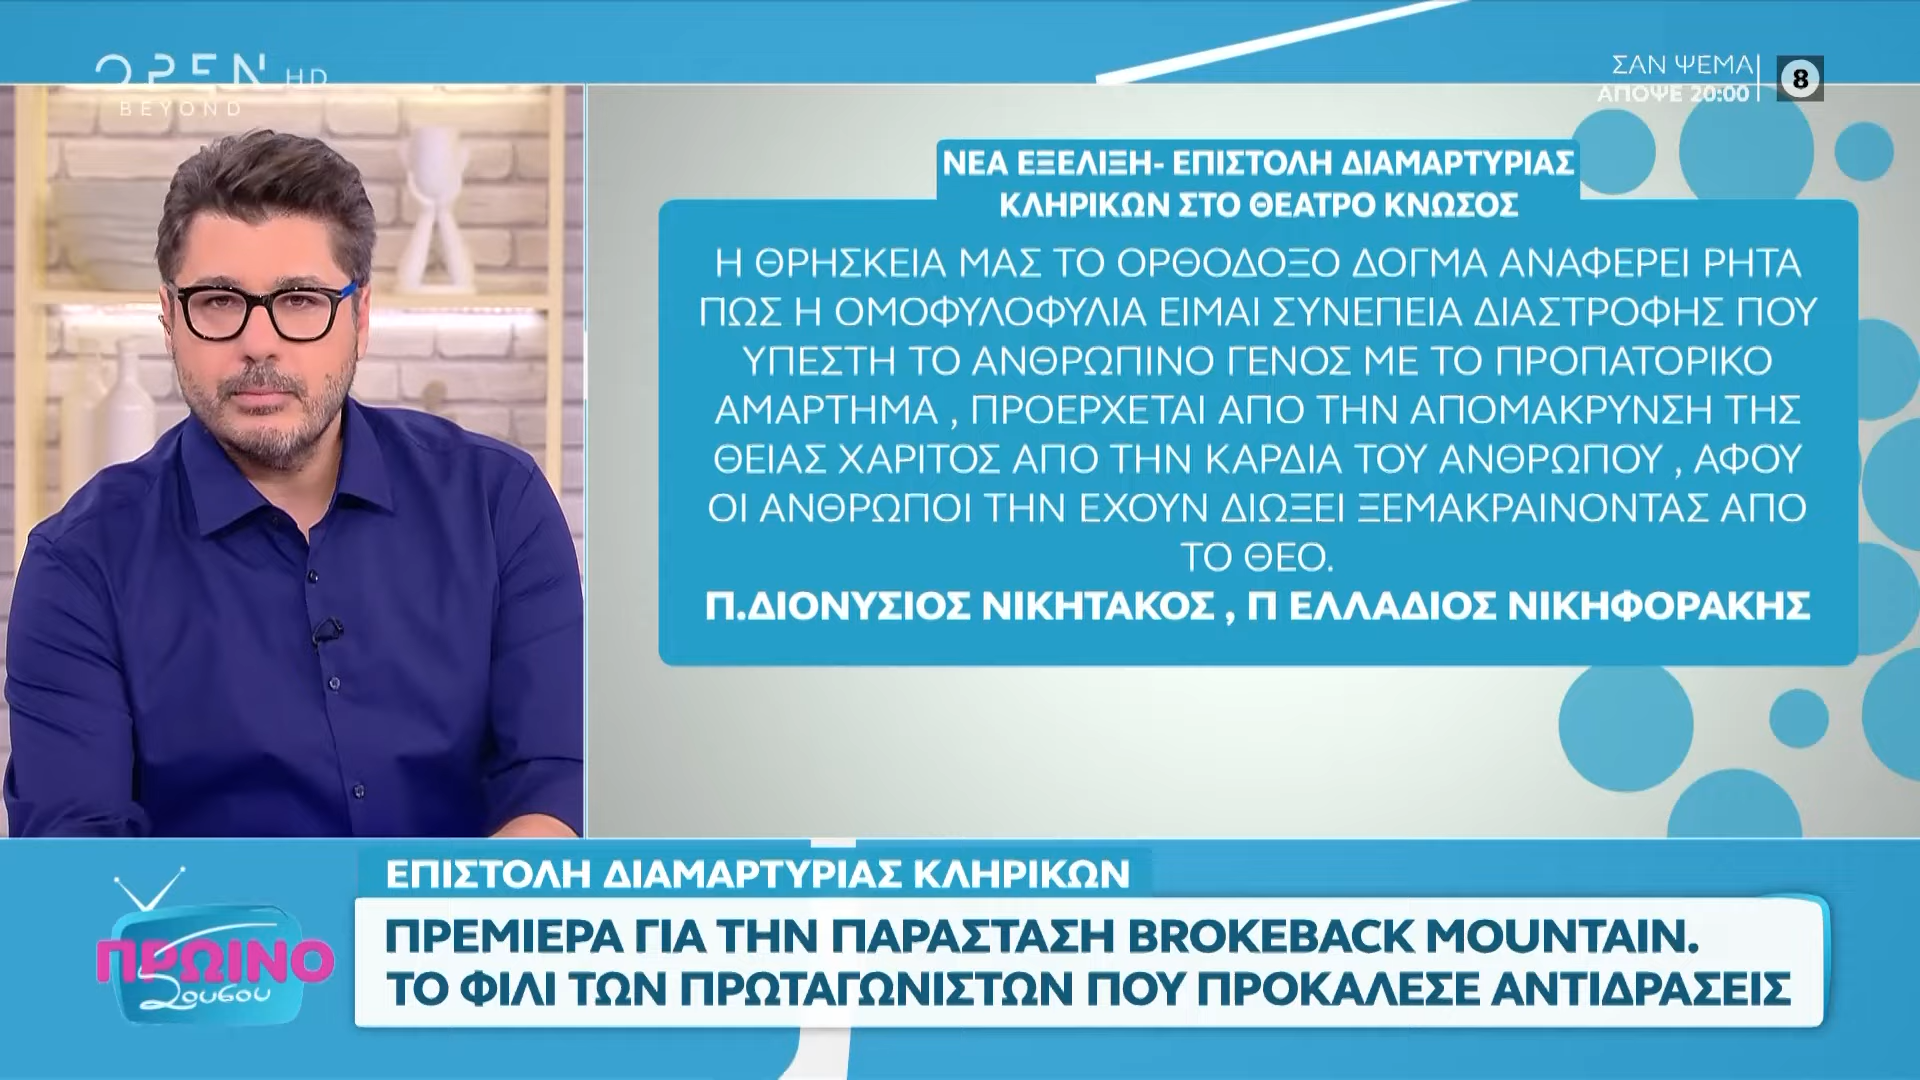 OPEN HD
BEYOND
ΣΑΝ ΨΕΜΑ
ΑΠΟΨΕ 20:00
8
ΝΕΑ ΕΞΕΛΙΞΗ- ΕΠΙΣΤΟΛΗ ΔΙΑΜΑΡΤΥΡΙΑΣ
ΚΛΗΡΙΚΩΝ ΣΤΟ ΘΕΑΤΡΟ ΚΝΩΣΟΣ
Η ΘΡΗΣΚΕΙΑ ΜΑΣ ΤΟ ΟΡΘΟΔΟΞΟ ΔΟΓΜΑ ΑΝΑΦΕΡΕΙ ΡΗΤΑ
ΠΩΣ Η ΟΜΟΦΥΛΟΦΥΛΙΑ ΕΙΜΑΙ ΣΥΝΕΠΕΙΑ ΔΙΑΣΤΡΟΦΗΣ ΠΟΥ
ΥΠΕΣΤΗ ΤΟ ΑΝΘΡΩΠΙΝΟ ΓΕΝΟΣ ΜΕ ΤΟ ΠΡΟΠΑΤΟΡΙΚΟ
ΑΜΑΡΤΗΜΑ , ΠΡΟΕΡΧΕΤΑΙ ΑΠΟ ΤΗΝ ΑΠΟΜΑΚΡΥΝΣΗ ΤΗΣ
ΘΕΙΑΣ ΧΑΡΙΤΟΣ ΑΠΟ ΤΗΝ ΚΑΡΔΙΑ ΤΟΥ ΑΝΘΡΩΠΟΥ , ΑΦΟΥ
ΟΙ ΑΝΘΡΩΠΟΙ ΤΗΝ ΕΧΟΥΝ ΔΙΩΞΕΙ ΞΕΜΑΚΡΑΙΝΟΝΤΑΣ ΑΠΟ
ΤΟ ΘΕΟ.
Π.ΔΙΟΝΥΣΙΟΣ ΝΙΚΗΤΑΚΟΣ , Π ΕΛΛΑΔΙΟΣ ΝΙΚΗΦΟΡΑΚΗΣ
ΕΠΙΣΤΟΛΗ ΔΙΑΜΑΡΤΥΡΙΑΣ ΚΛΗΡΙΚΩΝ
ΠΡΕΜΙΕΡΑ ΓΙΑ ΤΗΝ ΠΑΡΑΣΤΑΣΗ BROKEBACK MOUNTAIN.
ΤΟ ΦΙΛΙ ΤΩΝ ΠΡΩΤΑΓΩΝΙΣΤΩΝ ΠΟΥ ΠΡΟΚΑΛΕΣΕ ΑΝΤΙΔΡΑΣΕΙΣ
ΠΡΩΙΝΟ
Σουσου